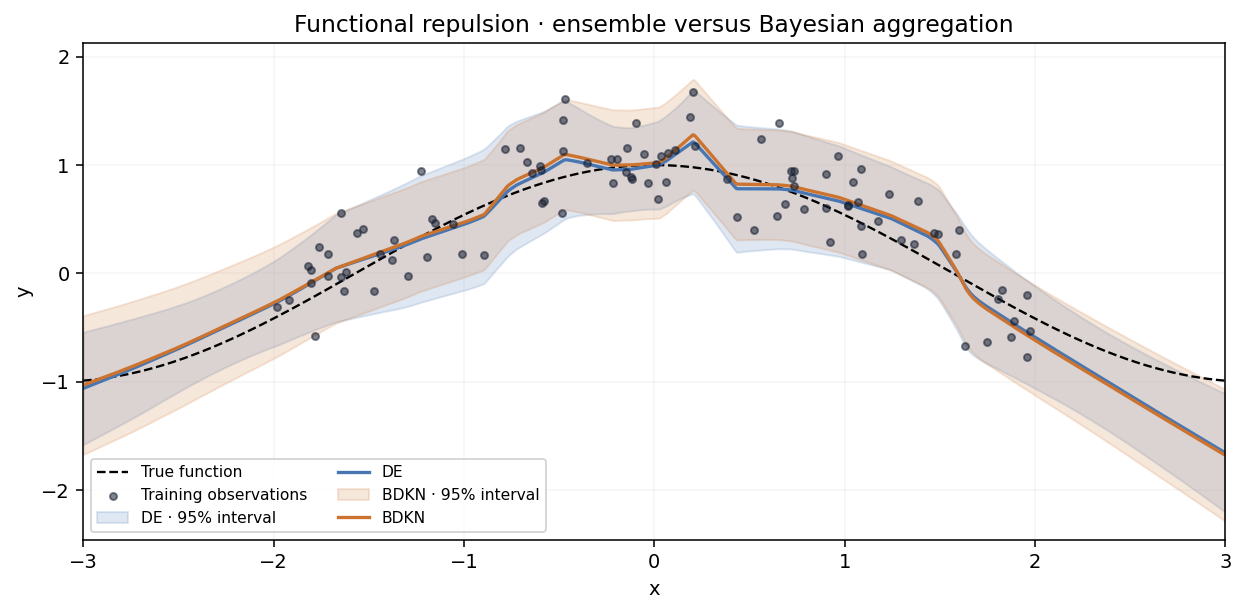 Functional repulsion · ensemble versus Bayesian aggregation
y
2
1
0
−1
−2
True function
Training observations
DE · 95% interval
DE
BDKN · 95% interval
BDKN
−3
−2
−1
0
1
2
3
x